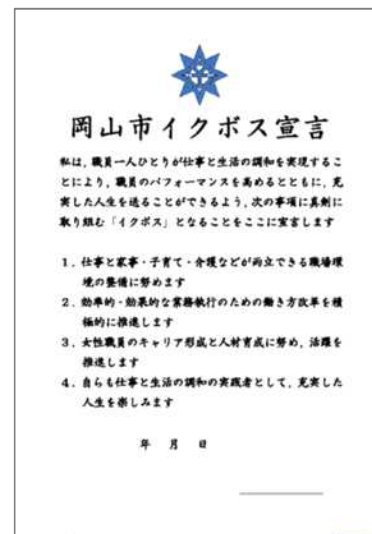 岡山市イクボス宣言
私は，職員一人ひとりが仕事と生活の調和を実現するこ
とにより，職員のパフォーマンスを高めるとともに，充
実した人生を送ることができるよう，次の事項に真剣に
取り組む「イクボス」となることをここに宣言します
1．仕事と家事・子育て・介護などが両立できる職場環
境の整備に努めます
2．効率的・効果的な業務執行のための働き方改革を積
極的に推進します
3．女性職員のキャリア形成と人材育成に努め，活躍を
推進します
4．自らも仕事と生活の調和の実践者として，充実した
人生を楽しみます
年 月 日